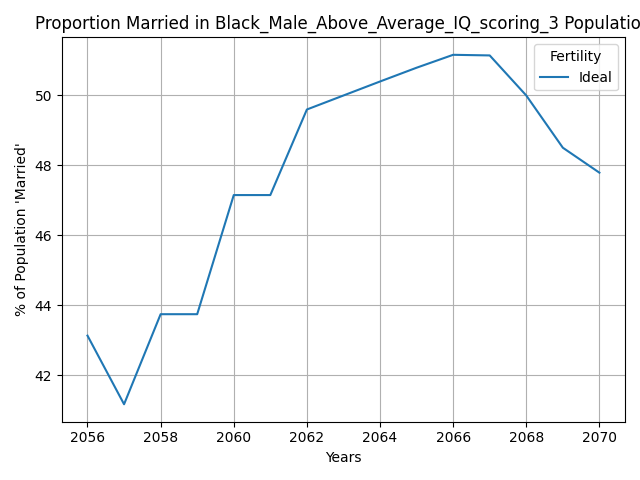 Proportion Married in Black_Male_Above_Average_IQ_scoring_3 Populatio
Fertility
Ideal
% of Population 'Married'
50
48
46
44
42
2056 2058 2060 2062 2064 2066 2068 2070
Years